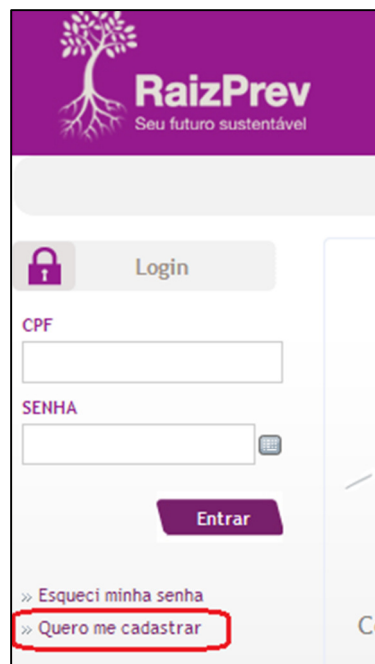 RaizPrev
Seu futuro sustentável
Login
CPF
SENHA
Entrar
» Esqueci minha senha
» Quero me cadastrar